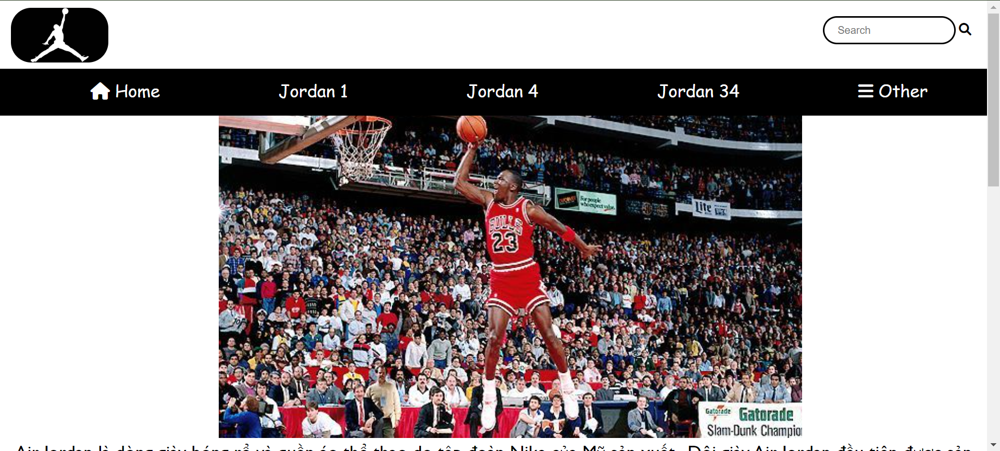 Search
Home
Jordan 1
Jordan 4
Jordan 34
Other
For people
who expect value.
Lite
BULLS
23
Gatorade
Gatorade
Slam-Dunk Champio
Air Jordan là dòng giày bóng rổ và quần áo thể thao do tập đoàn Nike của Mỹ sản xuất. Đôi giày Air Jordan đầu tiên được sản